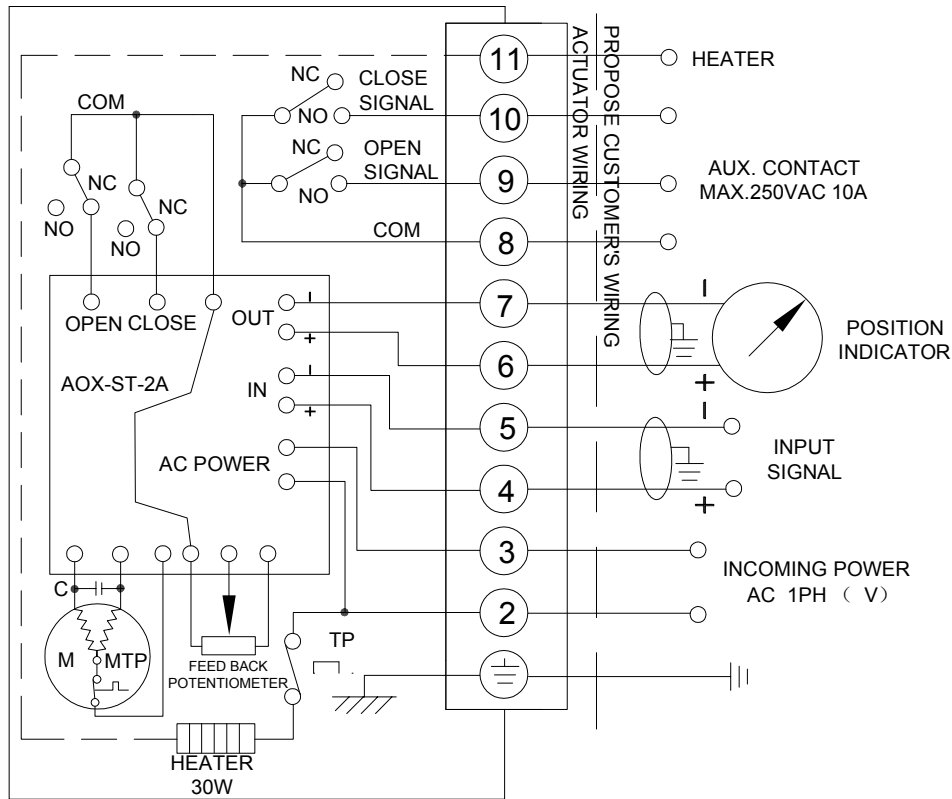 11
HEATER
NC
CLOSE
SIGNAL
COM
NO
10
NC
OPEN
SIGNAL
NC
NC
NO
9
AUX. CONTACT
MAX.250VAC 10A
NO
NO
COM
8
ACTUATOR WIRING
PROPOSE CUSTOMER'S WIRING
OPEN CLOSE
OUT
-
+
7
-
6
+
POSITION
INDICATOR
AOX-ST-2A
IN
-
+
5
-
INPUT
SIGNAL
AC POWER
4
+
3
INCOMING POWER
AC 1PH ( V)
2
C
M
MTP
FEED BACK
POTENTIOMETER
TP
HEATER
30W